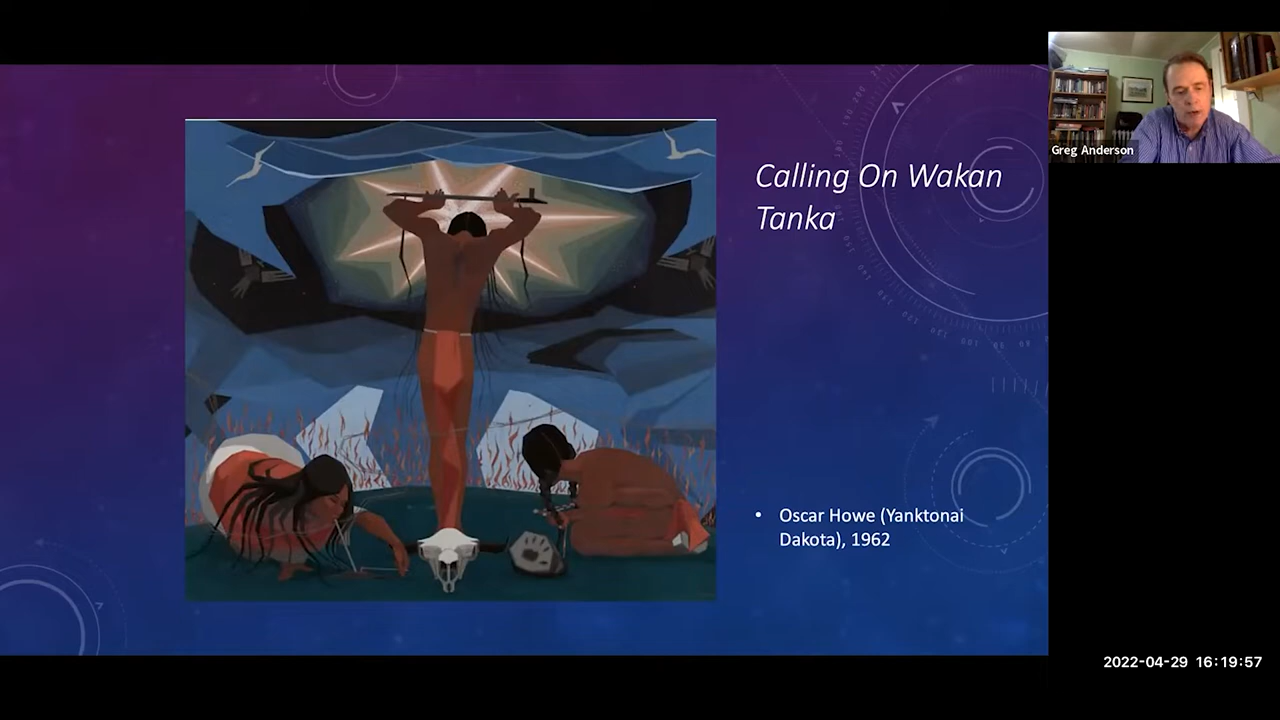 Calling On Wakan
Tanka
• Oscar Howe (Yanktonai
Dakota), 1962
Greg Anderson
2022-04-29 16:19:57